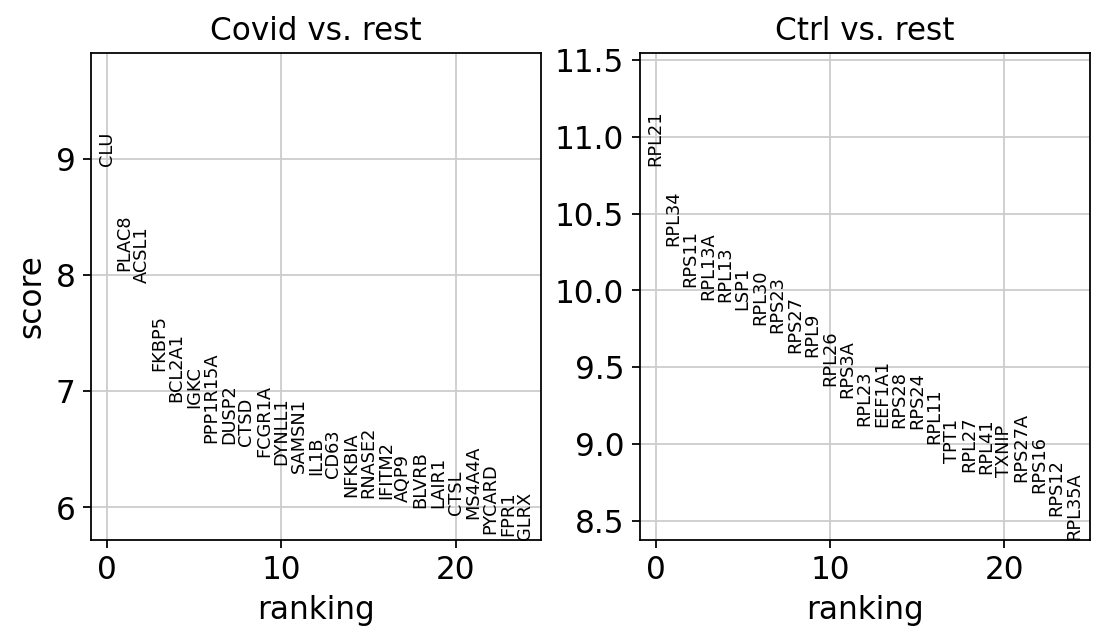 Covid vs. rest
Ctrl vs. rest
score
9
8
7
6
CLU
PLAC8
ACSL1
FKBP5
BCL2A1
IGKC
PPP1R15A
DUSP2
CTSD
FCGR1A
DYNLL1
SAMSN1
IL1B
CD63
NFKBIA
RNASE2
IFITM2
AQP9
BLVRB
LAIR1
CTSL
MS4A4A
PYCARD
FPR1
GLRX
0
10
20
ranking
11.5
11.0
10.5
10.0
9.5
9.0
8.5
RPL21
RPL34
RPS11
RPL13A
RPL13
LSP1
RPL30
RPS23
RPS27
RPL9
RPL26
RPS3A
RPL23
EEF1A1
RPS28
RPS24
RPL11
TPT1
RPL27
RPL41
TXNIP
RPS27A
RPS16
RPS12
RPL35A
0
10
20
ranking